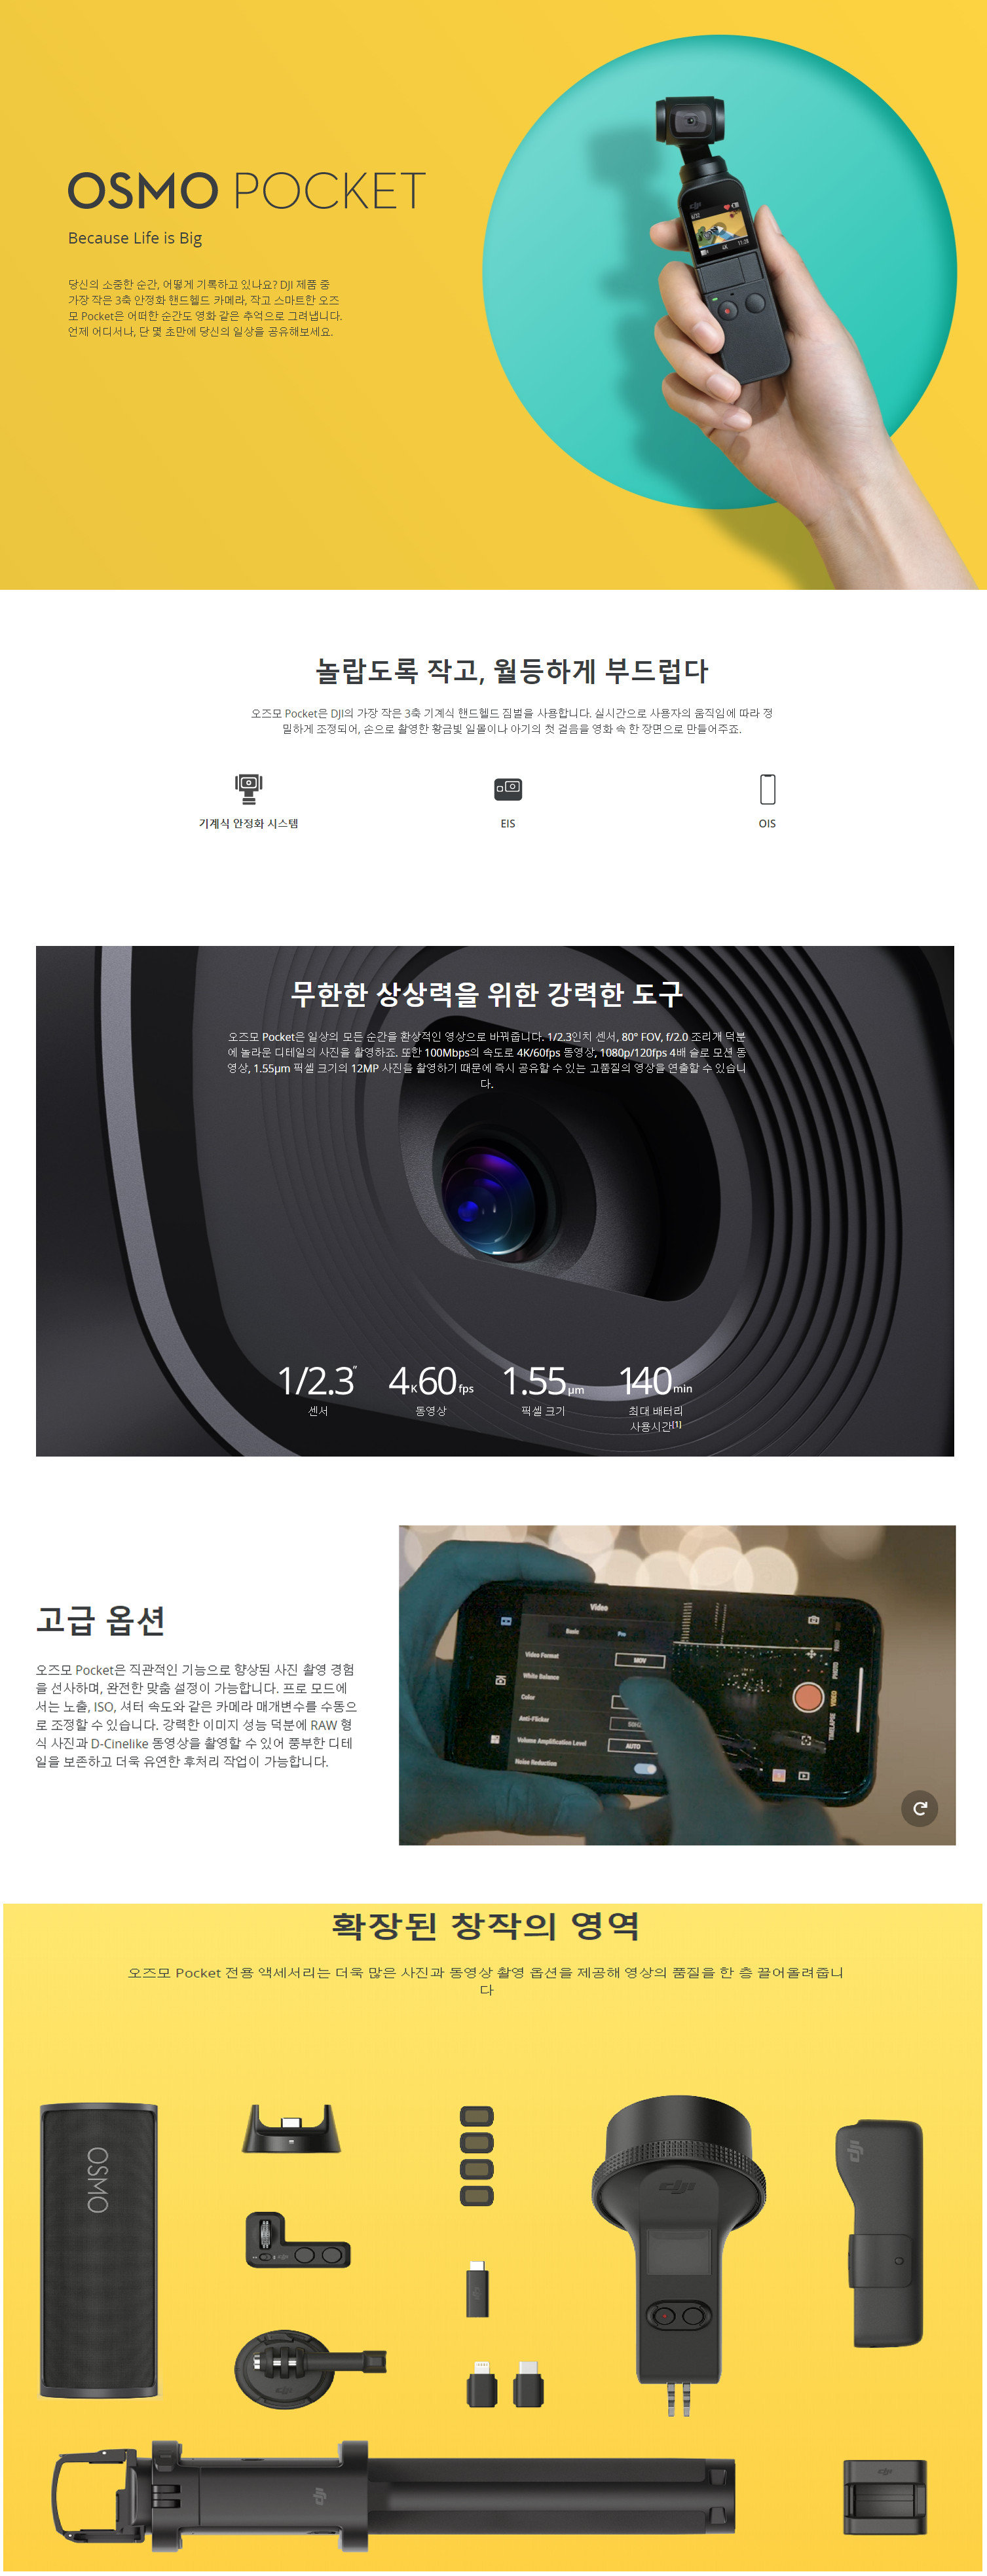 OSMO POCKET
Because Life is Big
당신의 소중한 순간, 어떻게 기록하고 있나요? DJI 제품 중
가장 작은 3축 안정화 핸드헬드 카메라, 작고 스마트한 오즈
모 Pocket은 어떠한 순간도 영화 같은 추억으로 그려냅니다.
언제 어디서나, 단 몇 초만에 당신의 일상을 공유해보세요.
놀랍도록 작고, 월등하게 부드럽다
오즈모 Pocket은 DJI의 가장 작은 3축 기계식 핸드헬드 짐벌을 사용합니다. 실시간으로 사용자의 움직임에 따라 정
밀하게 조정되어, 손으로 촬영한 황금빛 일몰이나 아기의 첫 걸음을 영화 속 한 장면으로 만들어주죠.
기계식 안정화 시스템
EIS
OIS
무한한 상상력을 위한 강력한 도구
오즈모 Pocket은 일상의 모든 순간을 환상적인 영상으로 바꿔줍니다. 1/2.3인치 센서, 80° FOV, f/2.0 조리개 덕분
에 놀라운 디테일의 사진을 촬영하죠. 또한 100Mbps의 속도로 4K/60fps 동영상, 1080p/120fps 4배 슬로 모션 동
영상, 1.55μm 픽셀 크기의 12MP 사진을 촬영하기 때문에 즉시 공유할 수 있는 고품질의 영상을 연출할 수 있습니
다.
1/2.3″ 4K60fps 1.55μm 140min
센서 동영상 픽셀 크기 최대 배터리
사용시간[1]
고급 옵션
오즈모 Pocket은 직관적인 기능으로 향상된 사진 촬영 경험
을 선사하며, 완전한 맞춤 설정이 가능합니다. 프로 모드에
서는 노출, ISO, 셔터 속도와 같은 카메라 매개변수를 수동으
로 조정할 수 있습니다. 강력한 이미지 성능 덕분에 RAW 형
식 사진과 D-Cinelike 동영상을 촬영할 수 있어 풍부한 디테
일을 보존하고 더욱 유연한 후처리 작업이 가능합니다.
Video
Basic Pro
Video Format MOV
White Balance
Color
Anti-Flicker 50Hz
Volume Amplification Level AUTO
Noise Reduction
TIMELAPSE VIDEO PHOTO
확장된 창작의 영역
오즈모 Pocket 전용 액세서리는 더욱 많은 사진과 동영상 촬영 옵션을 제공해 영상의 품질을 한 층 끌어올려줍니
다
OSMO
dji
dji
dji
dji